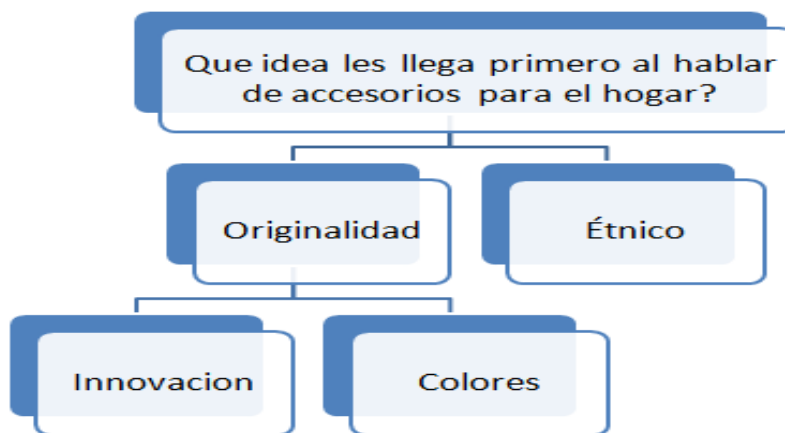 Que idea les llega primero al hablar
de accesorios para el hogar?
Originalidad
Étnico
Innovacion
Colores